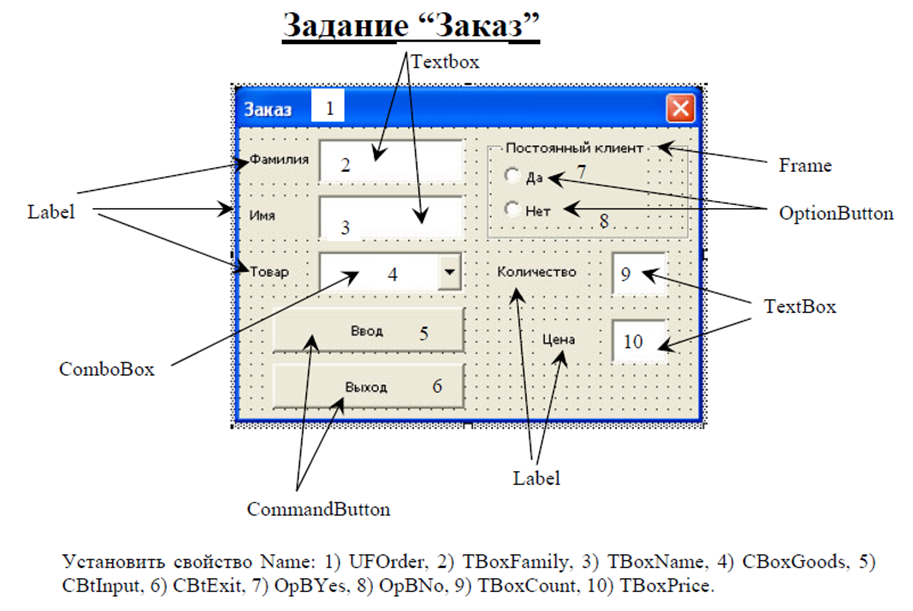 Задание “Заказ”
Textbox
Заказ 1
Фамилия 2
Постоянный клиент
Frame
Да 7
Label
Имя 3
Нет 8
OptionButton
Товар 4
Количество 9
TextBox
Ввод 5
Цена 10
ComboBox
Выход 6
Label
CommandButton
Установить свойство Name: 1) UFOrder, 2) TBoxFamily, 3) TBoxName, 4) CBoxGoods, 5)
CBtInput, 6) CBtExit, 7) OpBYes, 8) OpBNo, 9) TBoxCount, 10) TBoxPrice.